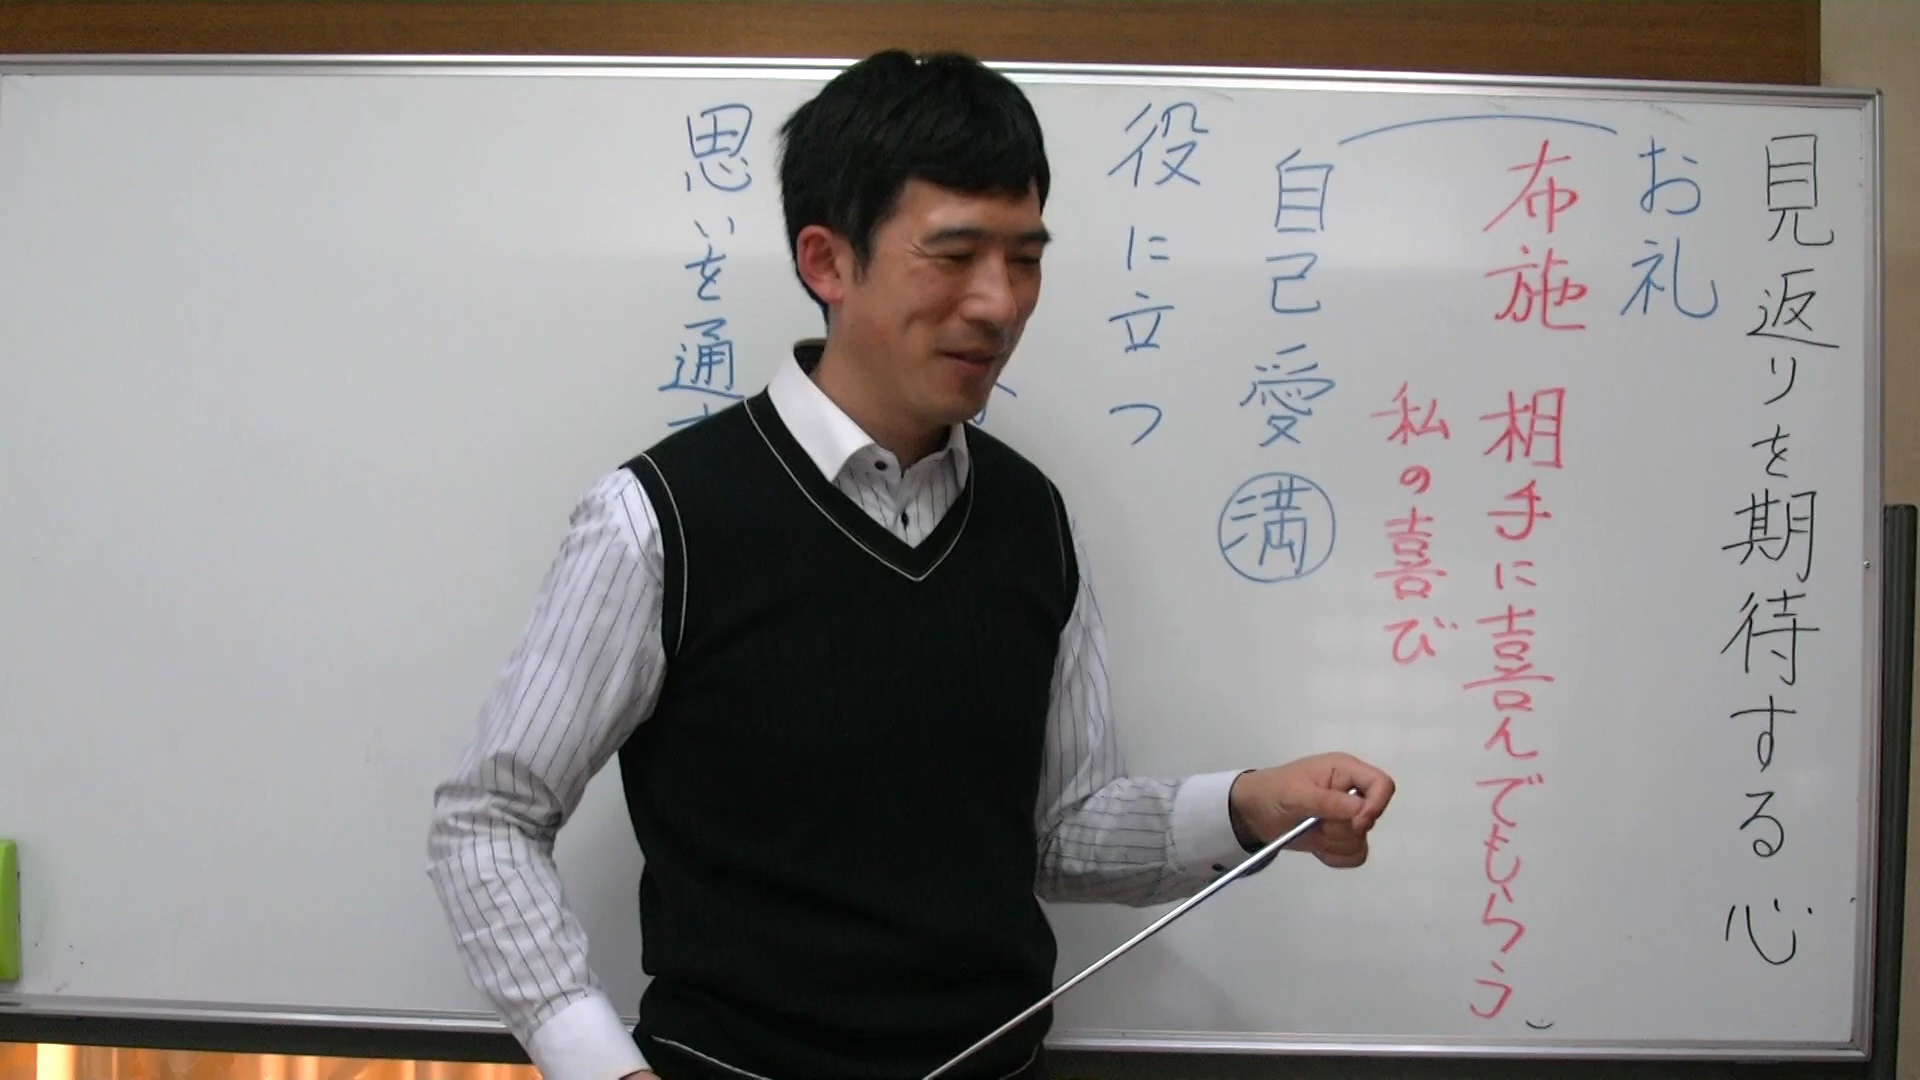 見返りを期待する心
お礼
布施 相手に喜んでもらう
私の喜び
自己愛満
役に立つ
思いを通